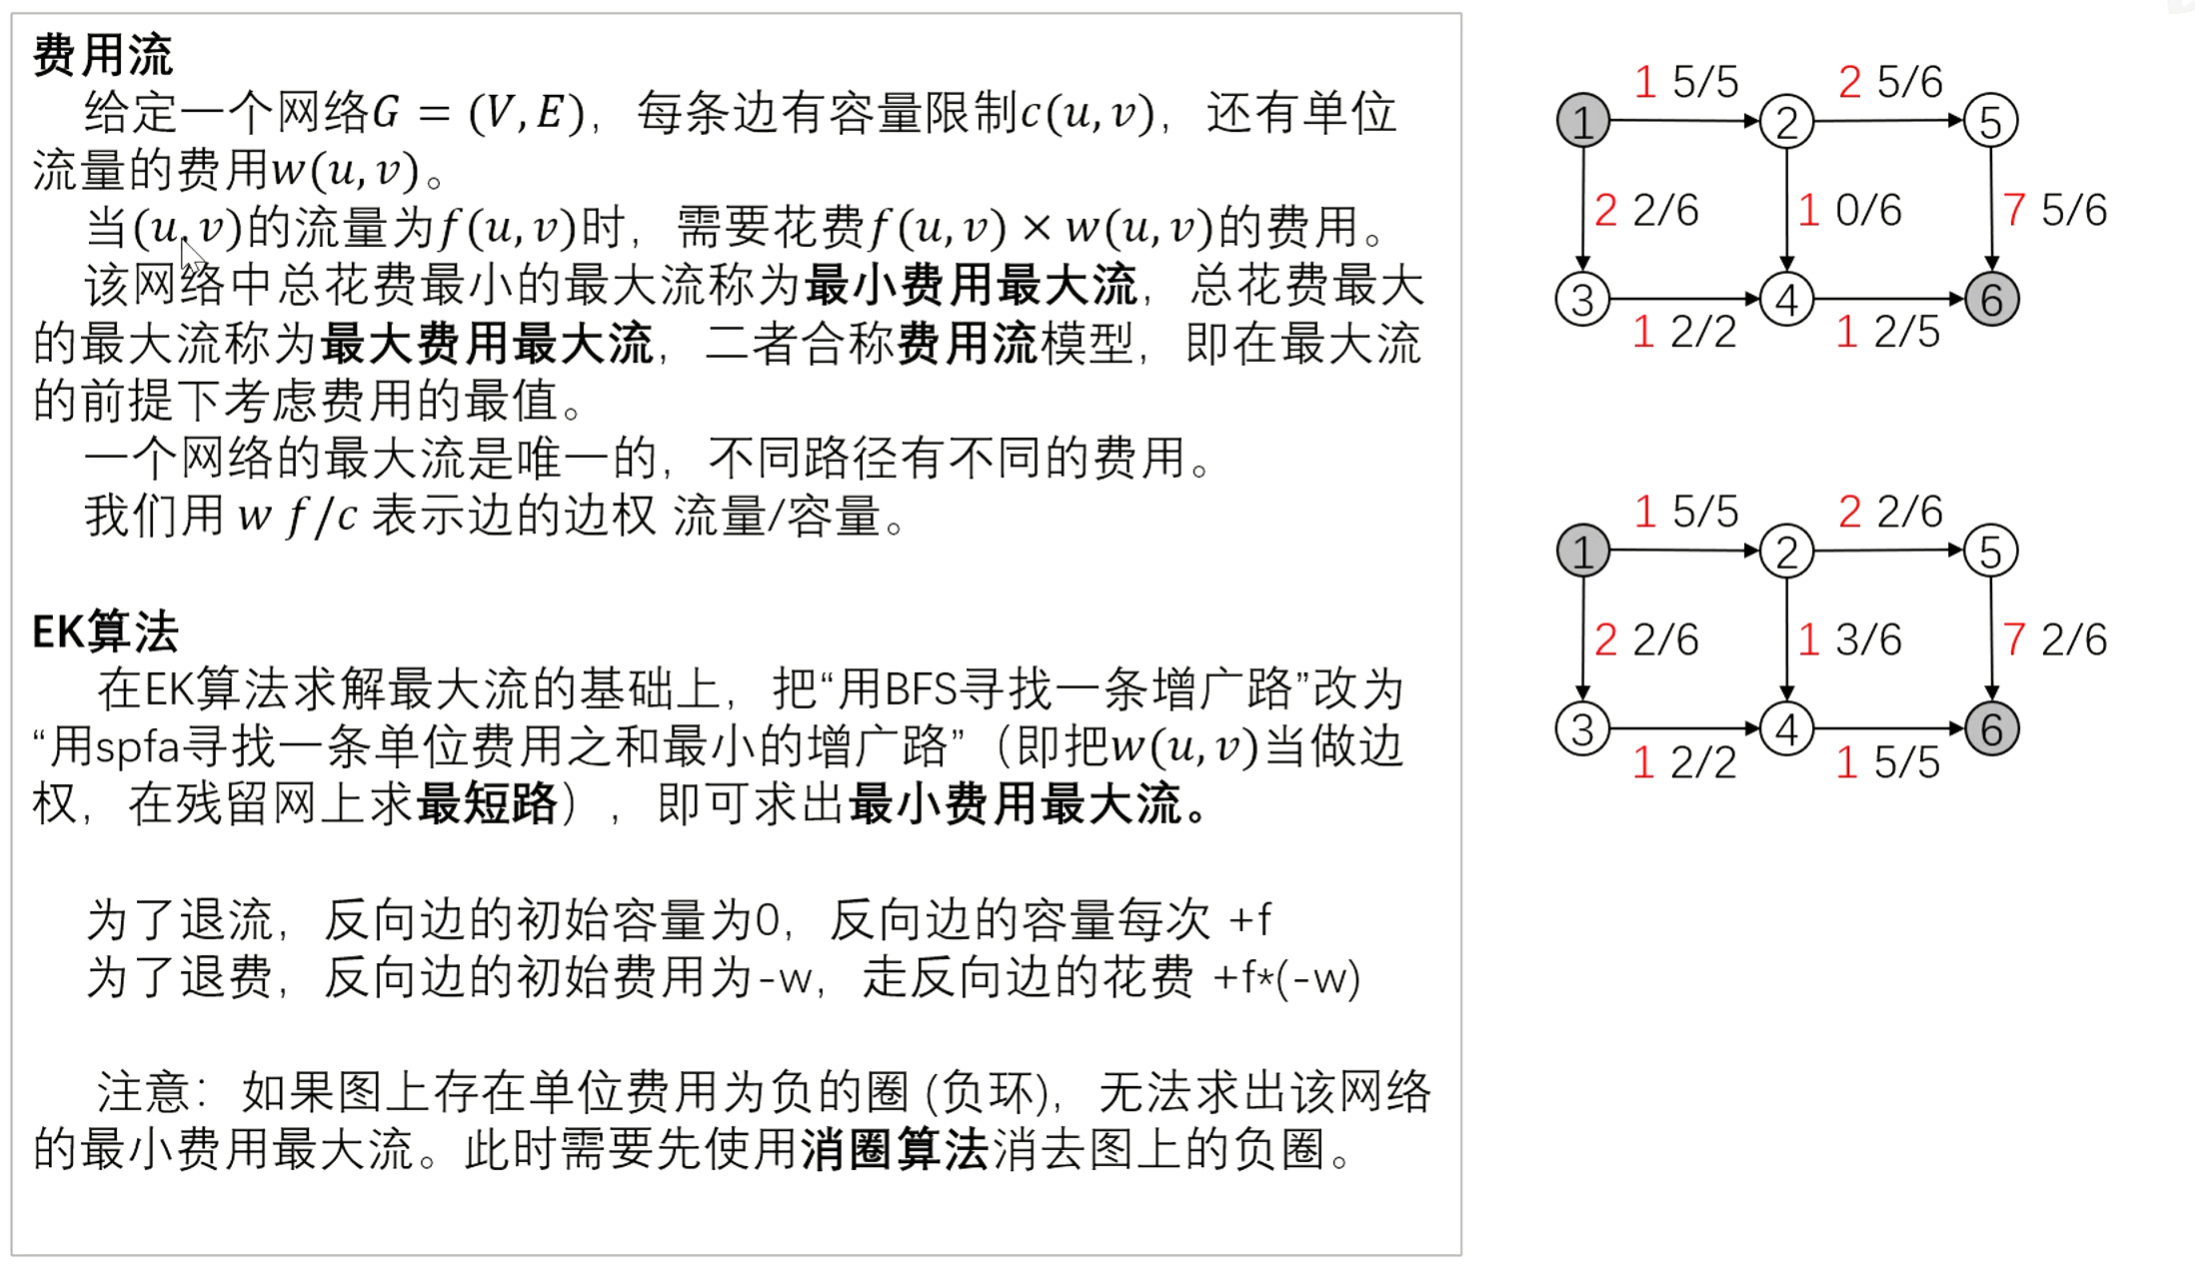 费用流
给定一个网络G = (V, E)，每条边有容量限制c(u, v)，还有单位
流量的费用w(u, v)。
当(u, v)的流量为f(u, v)时，需要花费f(u, v) × w(u, v)的费用。
该网络中总花费最小的最大流称为最小费用最大流，总花费最大
的最大流称为最大费用最大流，二者合称费用流模型，即在最大流
的前提下考虑费用的最值。
一个网络的最大流是唯一的，不同路径有不同的费用。
我们用 w f/c 表示边的边权 流量/容量。
EK算法
在EK算法求解最大流的基础上，把“用BFS寻找一条增广路”改为
“用spfa寻找一条单位费用之和最小的增广路”（即把w(u, v)当做边
权，在残留网上求最短路），即可求出最小费用最大流。
为了退流，反向边的初始容量为0，反向边的容量每次 +f
为了退费，反向边的初始费用为-w，走反向边的花费 +f*(-w)
注意：如果图上存在单位费用为负的圈 (负环)，无法求出该网络
的最小费用最大流。此时需要先使用消圈算法消去图上的负圈。
1 5/5 2 5/6
1 2 5
2 2/6 1 0/6 7 5/6
3 4 6
1 2/2 1 2/5
1 5/5 2 2/6
1 2 5
2 2/6 1 3/6 7 2/6
3 4 6
1 2/2 1 5/5